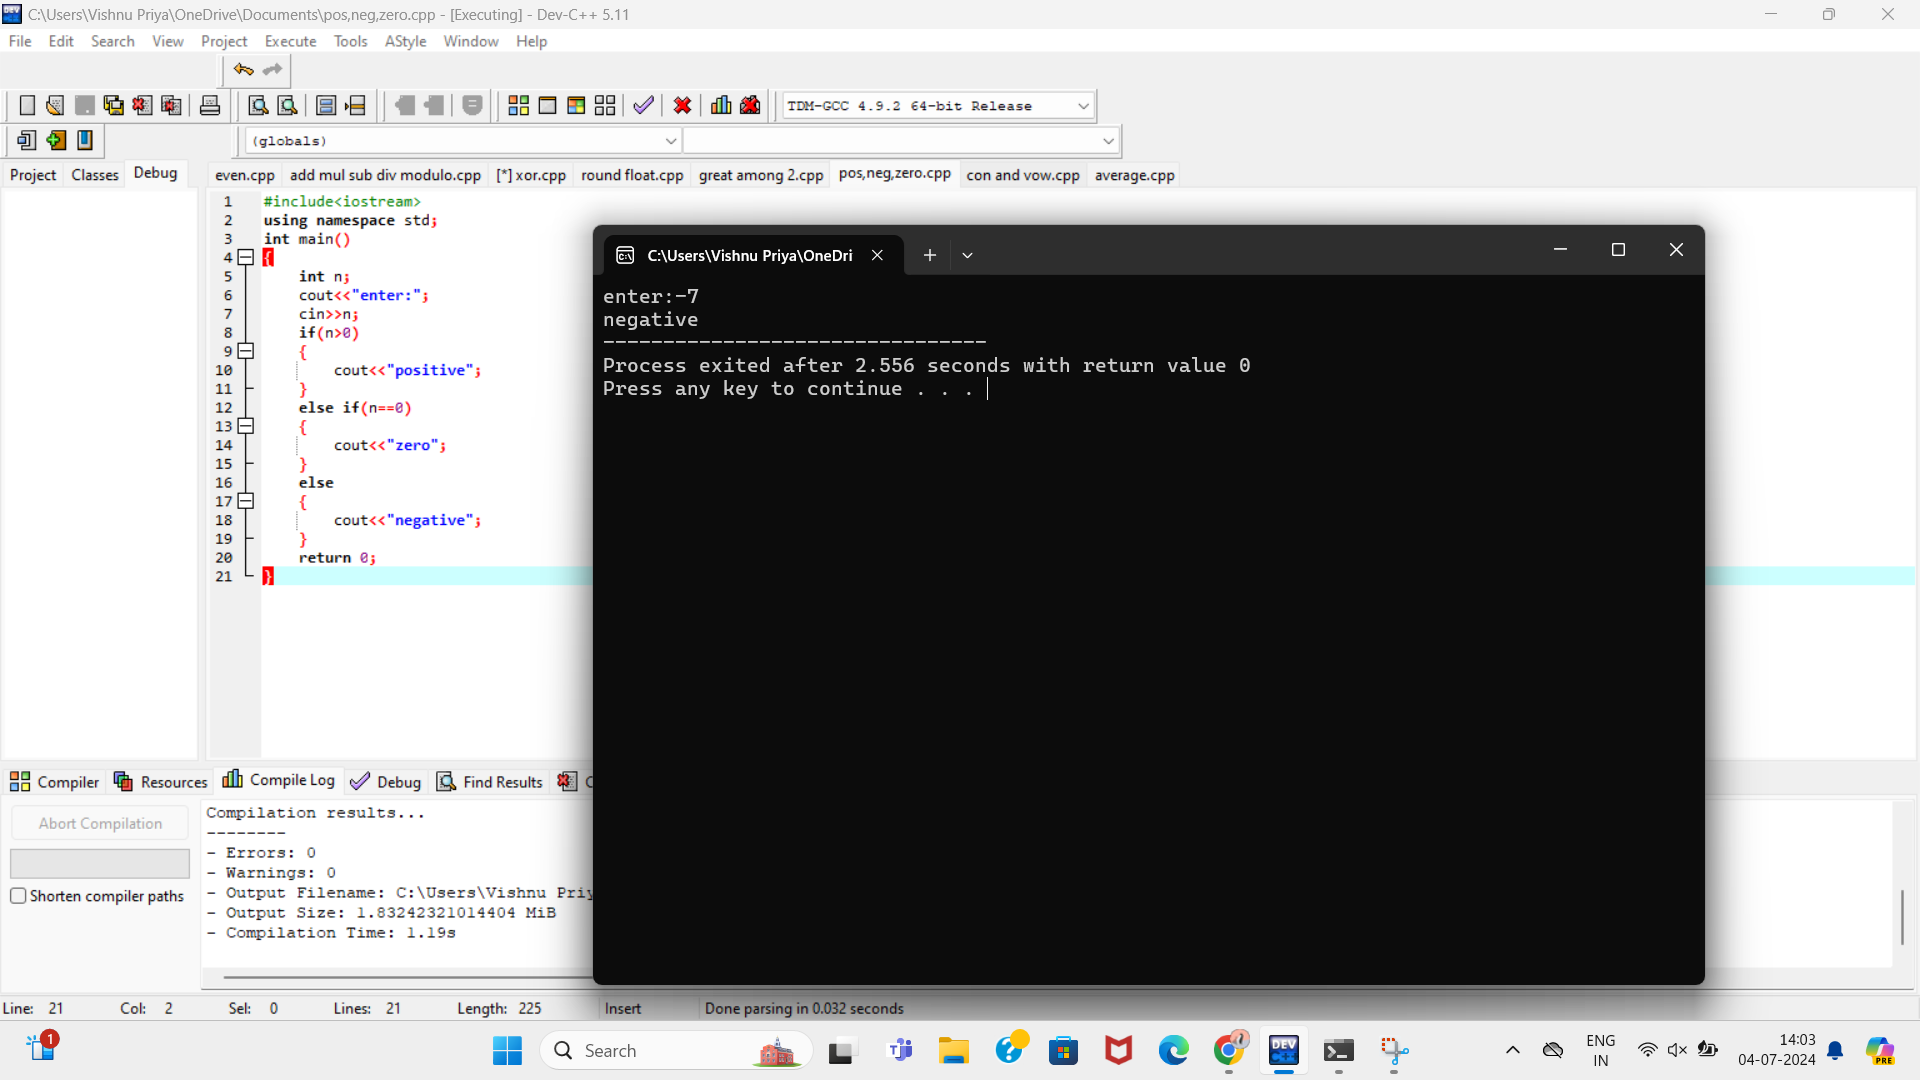 C:\Users\Vishnu Priya\OneDrive\Documents\pos,neg,zero.cpp - [Executing] - Dev-C++ 5.11
File Edit Search View Project Execute Tools AStyle Window Help
TDM-GCC 4.9.2 64-bit Release
(globals)
Project Classes Debug
even.cpp add mul sub div modulo.cpp [*] xor.cpp round float.cpp great among 2.cpp pos,neg,zero.cpp con and vow.cpp average.cpp
1 #include<iostream>
2 using namespace std;
3 int main()
4 {
5 int n;
6 cout<<"enter:";
7 cin>>n;
8 if(n>0)
9 {
10 cout<<"positive";
11 }
12 else if(n==0)
13 {
14 cout<<"zero";
15 }
16 else
17 {
18 cout<<"negative";
19 }
20 return 0;
21 }
C:\Users\Vishnu Priya\OneDri
enter:-7
negative
--------------------------------
Process exited after 2.556 seconds with return value 0
Press any key to continue . . .
Compiler Resources Compile Log Debug Find Results C
Abort Compilation
Shorten compiler paths
Compilation results...
--------
- Errors: 0
- Warnings: 0
- Output Filename: C:\Users\Vishnu Priy
- Output Size: 1.83242321014404 MiB
- Compilation Time: 1.19s
Line: 21 Col: 2 Sel: 0 Lines: 21 Length: 225 Insert Done parsing in 0.032 seconds
1
Search
DEV
C++
ENG
IN
14:03
04-07-2024
PRE